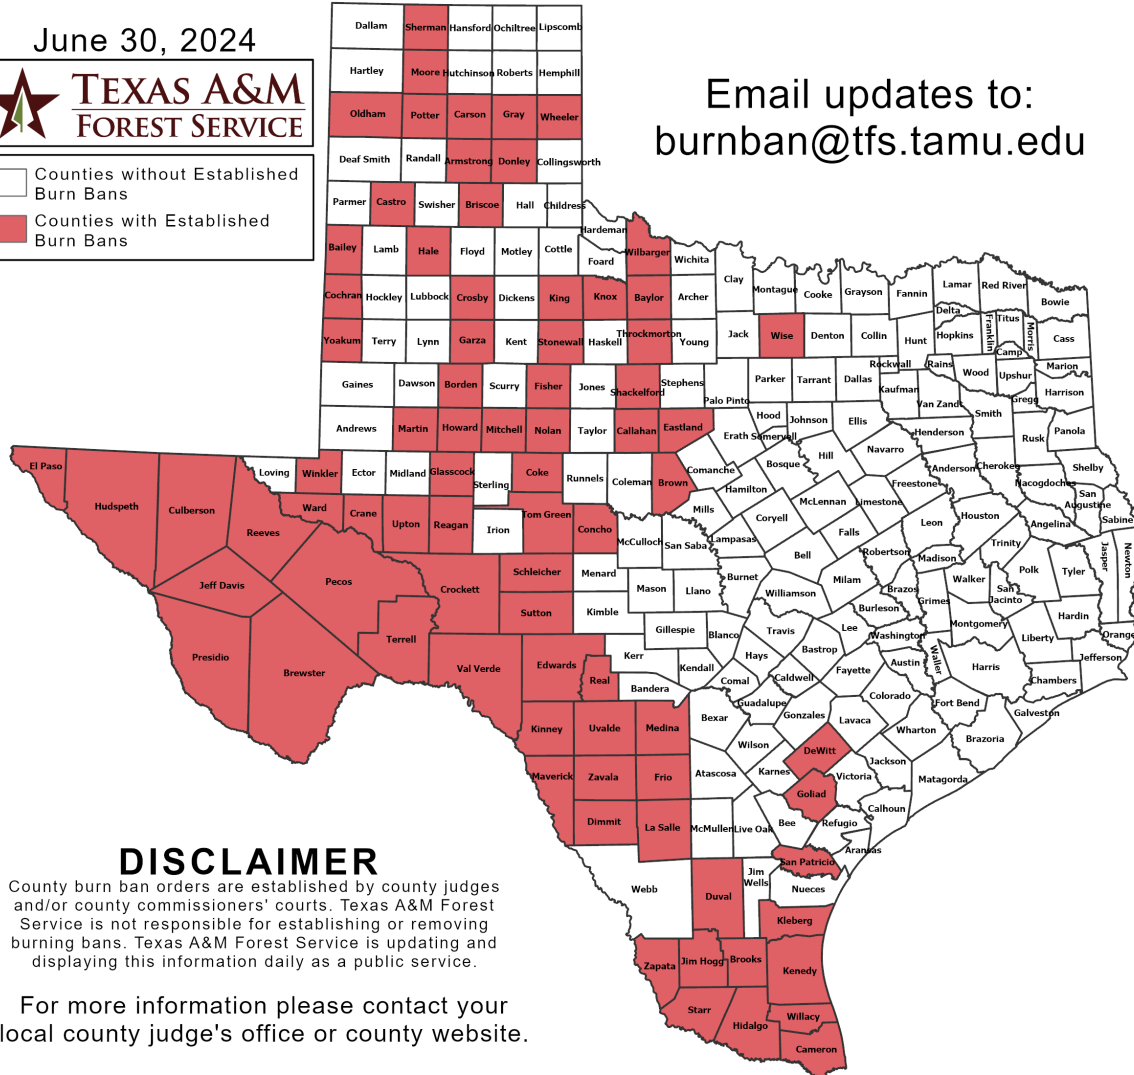 June 30, 2024
TEXAS A&M
FOREST SERVICE
Counties without Established
Burn Bans
Counties with Established
Burn Bans
Email updates to:
burnban@tfs.tamu.edu
Dallam Sherman Hansford Ochiltree Lipscomb
Hartley Moore Hutchinson Roberts Hemphill
Oldham Potter Carson Gray Wheeler
Deaf Smith Randall Armstrong Donley Collingsworth
Parmer Castro Swisher Briscoe Hall Childress
Hardeman
Bailey Lamb Hale Floyd Motley Cottle Foard Wilbarger Wichita
Clay Montague Cooke Grayson Fannin Lamar Red River Bowie
Cochran Hockley Lubbock Crosby Dickens King Knox Baylor Archer
Delta Franklin Titus Morris
Yoakum Terry Lynn Garza Kent Stonewall Haskell Throckmorton Young Jack Wise Denton Collin Hunt Hopkins Cass
Camp
Rockwall Rains Wood Upshur Marion
Gaines Dawson Borden Scurry Fisher Jones Shackelford Stephens Palo Pinto Parker Tarrant Dallas Kaufman Van Zandt Smith Gregg Harrison
Andrews Martin Howard Mitchell Nolan Taylor Callahan Eastland Erath Hood Somervell Johnson Ellis Henderson Rusk Panola
El Paso Hudspeth Culberson Reeves Loving Winkler Ector Midland Glasscock Sterling Coke Runnels Coleman Brown Comanche Bosque Hill Navarro Anderson Cherokee Nacogdoches Shelby
Hamilton Freestone San
Augustine Sabine
Ward Crane Upton Reagan Irion Tom Green Concho McCulloch San Saba Mills Lampasas Coryell McLennan Limestone Falls Leon Houston Angelina
Trinity Jasper Newton
Jeff Davis Pecos Crockett Schleicher Menard Mason Llano Burnet Bell Milam Robertson Madison Walker Polk Tyler
San
Jacinto
Sutton Kimble Gillespie Blanco Williamson Burleson Brazos Grimes Montgomery Liberty Hardin
Presidio Brewster Terrell Val Verde Edwards Real Kerr Kendall Bandera Hays Travis Bastrop Lee Washington Waller Harris Orange
Jefferson
Chambers
Comal Caldwell Fayette Austin
Guadalupe Colorado Fort Bend Galveston
Kinney Uvalde Medina Bexar Gonzales Lavaca Wharton Brazoria
Wilson DeWitt Jackson
Maverick Zavala Frio Atascosa Karnes Victoria Matagorda
Goliad Calhoun
Dimmit La Salle McMullen Live Oak Bee Refugio
Aransas
San Patricio
Webb Duval Jim
Wells Nueces
Kleberg
Zapata Jim Hogg Brooks Kenedy
Starr Hidalgo Willacy
Cameron
DISCLAIMER
County burn ban orders are established by county judges
and/or county commissioners' courts. Texas A&M Forest
Service is not responsible for establishing or removing
burning bans. Texas A&M Forest Service is updating and
displaying this information daily as a public service.
For more information please contact your
local county judge's office or county website.